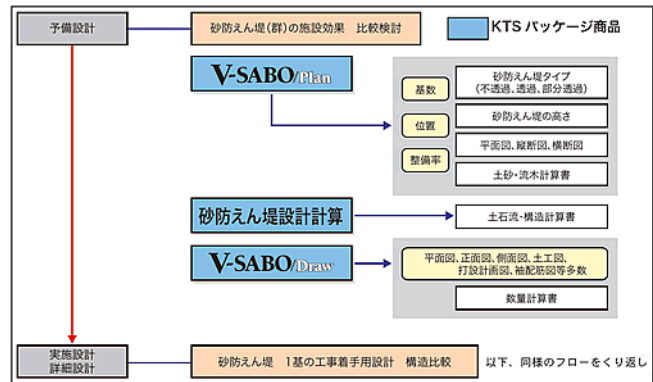 予備設計
砂防えん堤(群)の施設効果 比較検討
KTS パッケージ商品
V-SABO/Plan
基数
位置
整備率
砂防えん堤タイプ
(不透過、透過、部分透過)
砂防えん堤の高さ
平面図、縦断図、横断図
土砂・流木計算書
砂防えん堤設計計算
土石流・構造計算書
V-SABO/Draw
平面図、正面図、側面図、土工図、
打設計画図、袖配筋図等多数
数量計算書
実施設計
詳細設計
砂防えん堤 1基の工事着手用設計 構造比較
以下、同様のフローをくり返し